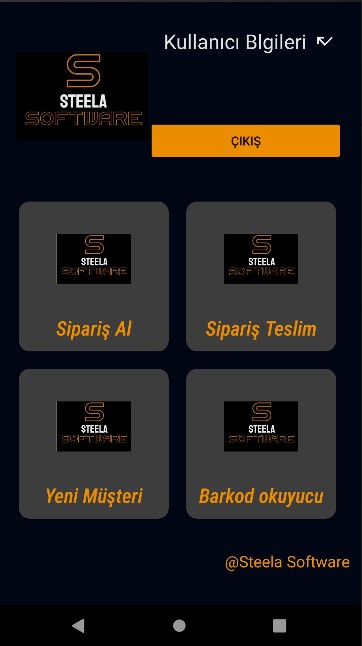 Kullanıcı Blgileri
S
STEELA
SOFTWARE
ÇIKIŞ
S
STEELA
SOFTWARE
Sipariş Al
S
STEELA
SOFTWARE
Sipariş Teslim
S
STEELA
SOFTWARE
Yeni Müşteri
S
STEELA
SOFTWARE
Barkod okuyucu
@Steela Software